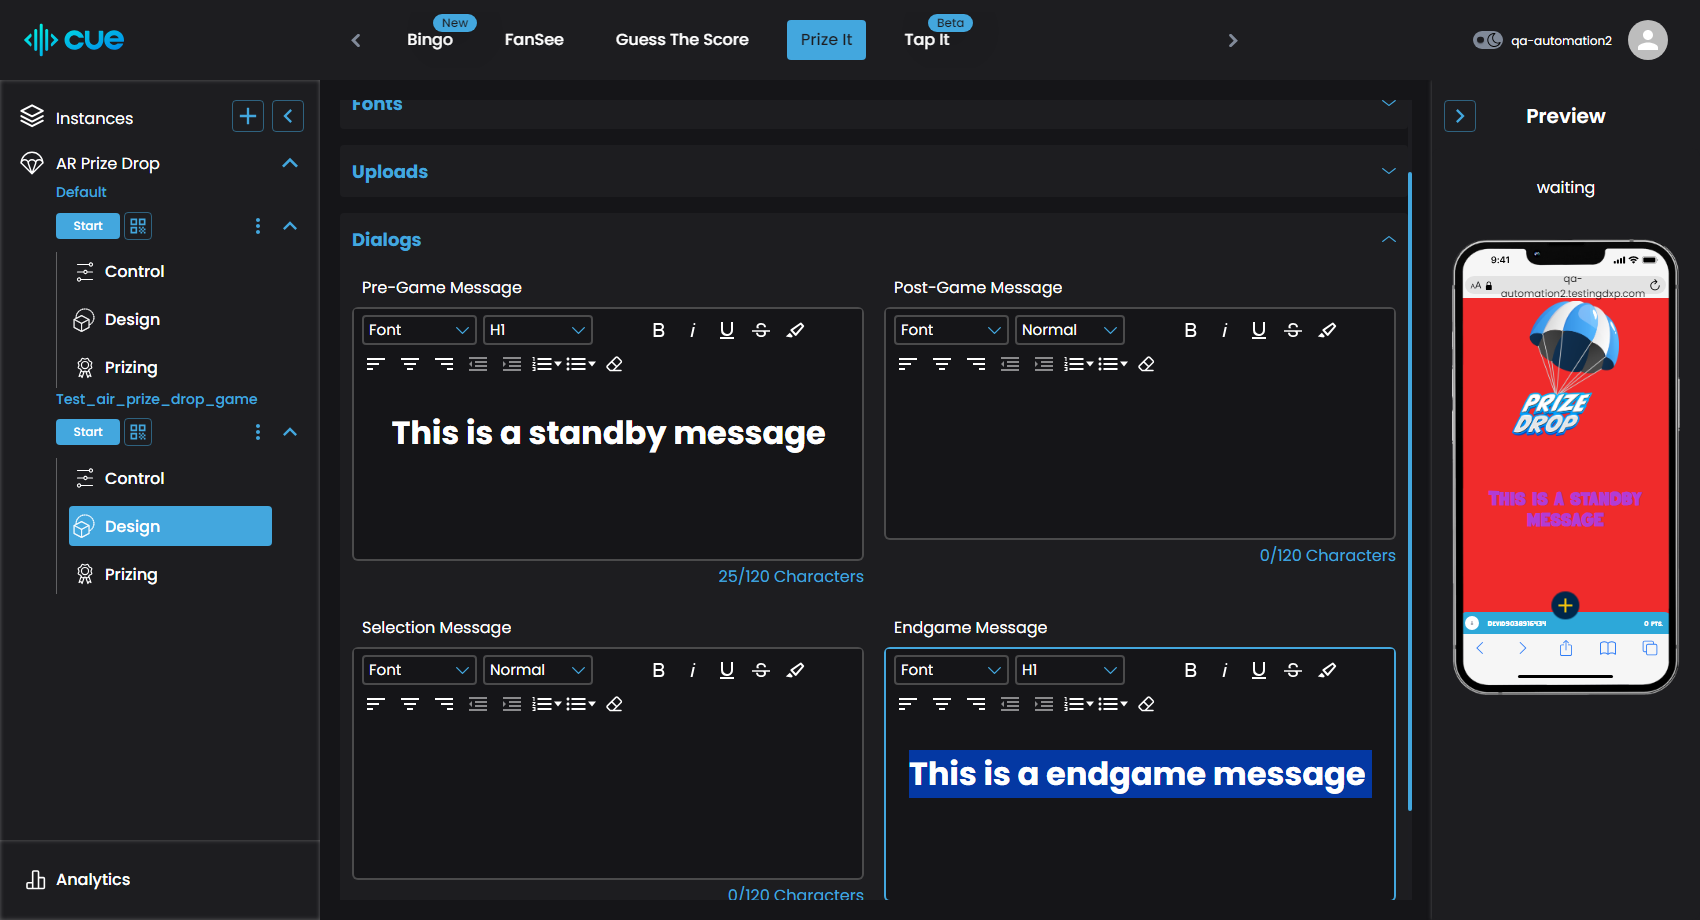 cue
Bingo
New
FanSee
Guess The Score
Prize It
Tap It
Beta
qa-automation2
Instances
AR Prize Drop
Default
Start
Control
Design
Prizing
Test_air_prize_drop_game
Start
Control
Design
Prizing
Analytics
Fonts
Uploads
Dialogs
Pre-Game Message
Font
H1
B i U S
This is a standby message
25/120 Characters
Post-Game Message
Font
Normal
B i U S
0/120 Characters
Selection Message
Font
Normal
B i U S
0/120 Characters
Endgame Message
Font
H1
B i U S
This is a endgame message
Preview
waiting
9:41
AA
qa-
automation2.testingdxp.com
PRIZE
DROP
THIS IS A STANDBY
MESSAGE
0 PTS.